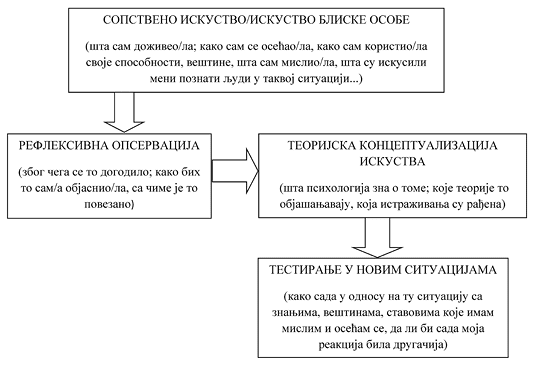 СОПСТВЕНО ИСКУСТВО/ИСКУСТВО БЛИСКЕ ОСОБЕ
(шта сам доживео/ла; како сам се осећао/ла, како сам користио/ла
своје способности, вештине, шта сам мислио/ла, шта су искусили
мени познати људи у таквој ситуацији...)
РЕФЛЕКСИВНА ОПСЕРВАЦИЈА
(због чега се то догодило; како бих
то сам/а објаснио/ла, са чиме је то
повезано)
ТЕОРИЈСКА КОНЦЕПТУАЛИЗАЦИЈА
ИСКУСТВА
(шта психологија зна о томе; које теорије то
објашањавају, која истраживања су рађена)
ТЕСТИРАЊЕ У НОВИМ СИТУАЦИЈАМА
(како сада у односу на ту ситуацију са
знањима, вештинама, ставовима које имам
мислим и осећам се, да ли би сада моја
реакција била другачија)